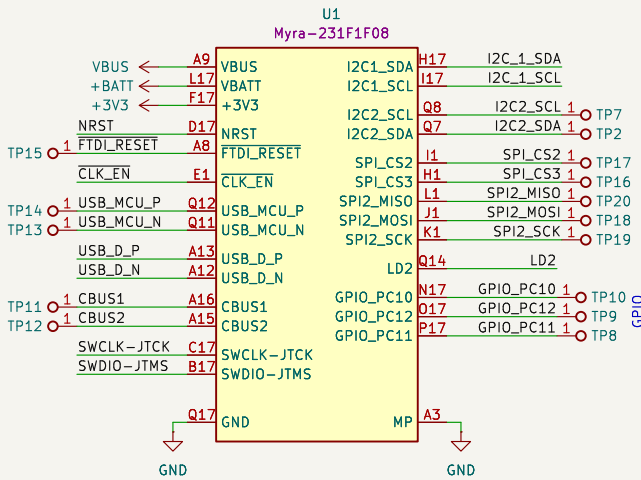 U1
Myra-231F1F08
VBUS A9 VBUS I2C1_SDA H17 I2C_1_SDA
+BATT L17 VBATT I2C1_SCL I17 I2C_1_SCL
+3V3 F17 +3V3
I2C2_SCL Q8 I2C2_SCL 1 TP7
NRST D17 NRST I2C2_SDA Q7 I2C2_SDA 1 TP2
TP15 1 FTDI_RESET A8 FTDI_RESET
SPI_CS2 I1 SPI_CS2 1 TP17
CLK_EN E1 CLK_EN SPI_CS3 H1 SPI_CS3 1 TP16
SPI2_MISO L1 SPI2_MISO 1 TP20
TP14 1 USB_MCU_P Q12 USB_MCU_P SPI2_MOSI J1 SPI2_MOSI 1 TP18
TP13 1 USB_MCU_N Q11 USB_MCU_N SPI2_SCK K1 SPI2_SCK 1 TP19
USB_D_P A13 USB_D_P LD2 Q14 LD2
USB_D_N A12 USB_D_N
GPIO_PC10 N17 GPIO_PC10 1 TP10
TP11 1 CBUS1 A16 CBUS1 GPIO_PC12 O17 GPIO_PC12 1 TP9
TP12 1 CBUS2 A15 CBUS2 GPIO_PC11 P17 GPIO_PC11 1 TP8
GPIO
SWCLK-JTCK C17 SWCLK-JTCK
SWDIO-JTMS B17 SWDIO-JTMS
Q17 GND MP A3
GND GND